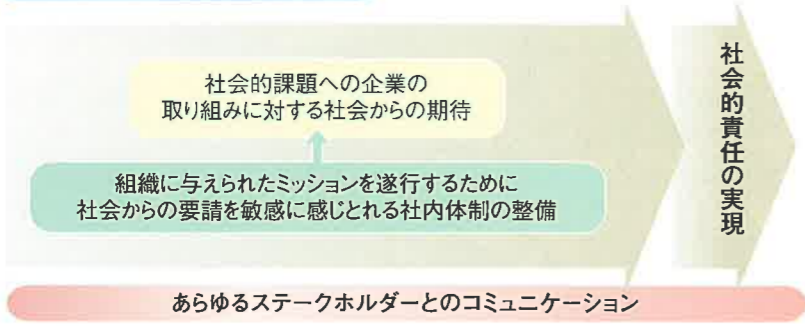 社会的課題への企業の
取り組みに対する社会からの期待
組織に与えられたミッションを遂行するために
社会からの要請を敏感に感じとれる社内体制の整備
社会的責任の実現
あらゆるステークホルダーとのコミュニケーション